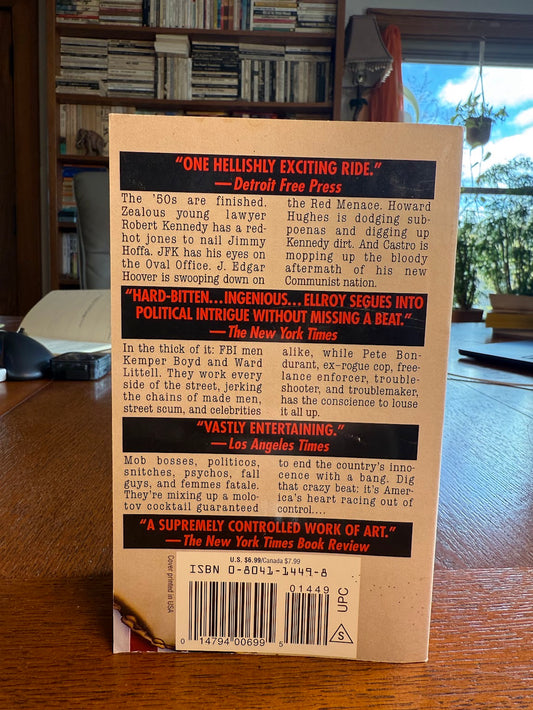 "ONE HELLISHLY EXCITING RIDE."
—Detroit Free Press
The '50s are finished.
Zealous young lawyer
Robert Kennedy has a red-
hot jones to nail Jimmy
Hoffa. JFK has his eyes on
the Oval Office. J. Edgar
Hoover is swooping down on
the Red Menace. Howard
Hughes is dodging sub-
poenas and digging up
Kennedy dirt. And Castro is
mopping up the bloody
aftermath of his new
Communist nation.
"HARD-BITTEN...INGENIOUS...ELLROY SEGUES INTO
POLITICAL INTRIGUE WITHOUT MISSING A BEAT."
—The New York Times
In the thick of it: FBI men
Kemper Boyd and Ward
Littell. They work every
side of the street, jerking
the chains of made men,
street scum, and celebrities
alike, while Pete Bon-
durant, ex-rogue cop, free-
lance enforcer, trouble-
shooter, and troublemaker,
has the conscience to louse
it all up.
"VASTLY ENTERTAINING."
—Los Angeles Times
Mob bosses, politicos,
snitches, psychos, fall
guys, and femmes fatale.
They're mixing up a molo-
tov cocktail guaranteed
to end the country's inno-
cence with a bang. Dig
that crazy beat: it's Amer-
ica's heart racing out of
control....
"A SUPREMELY CONTROLLED WORK OF ART."
—The New York Times Book Review
U.S. $6.99/Canada $7.99
ISBN 0-8041-1449-8
01449
0 14794 00699 5
UPC
S
Cover printed in USA